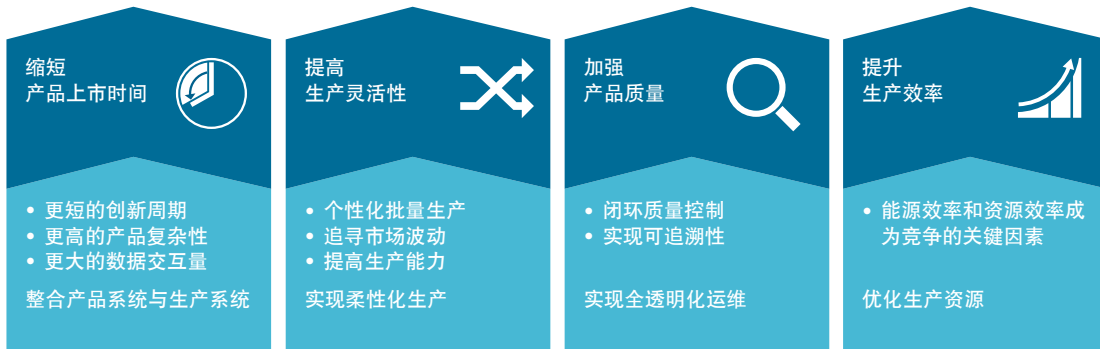 缩短
产品上市时间
更短的创新周期
更高的产品复杂性
更大的数据交互量
整合产品系统与生产系统
提高
生产灵活性
个性化批量生产
追寻市场波动
提高生产能力
实现柔性化生产
加强
产品质量
闭环质量控制
实现可追溯性
实现全透明化运维
提升
生产效率
能源效率和资源效率成
为竞争的关键因素
优化生产资源